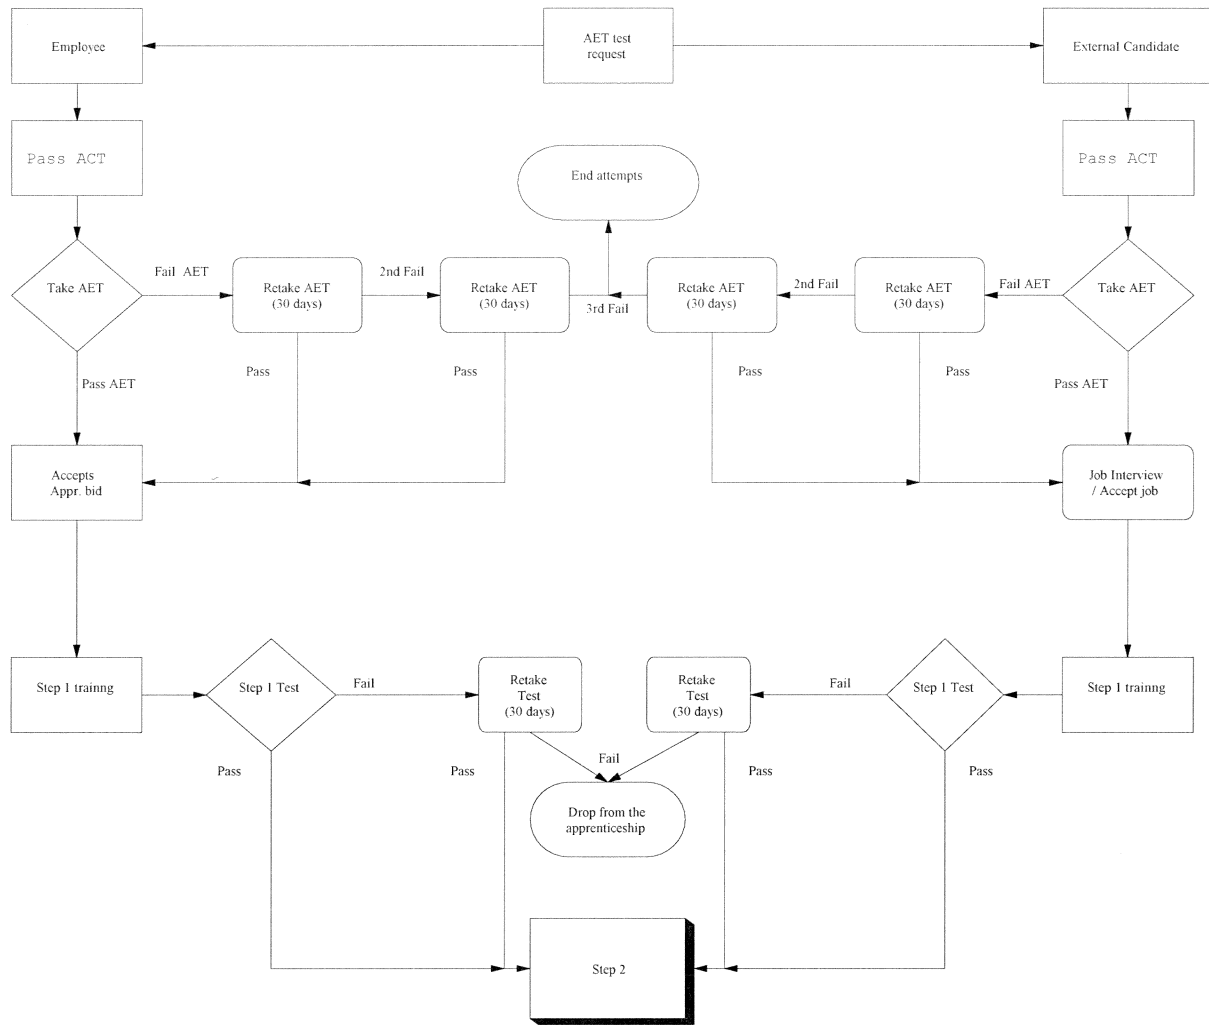 Employee
AET test
request
External Candidate
Pass ACT
Pass ACT
End attempts
Take AET
Fail AET
Retake AET
(30 days)
2nd Fail
Retake AET
(30 days)
3rd Fail
Retake AET
(30 days)
2nd Fail
Retake AET
(30 days)
Fail AET
Take AET
Pass AET
Pass
Pass
Pass
Pass
Pass AET
Accepts
Appr. bid
Job Interview
/ Accept job
Step 1 trainng
Step 1 Test
Fail
Retake
Test
(30 days)
Retake
Test
(30 days)
Fail
Step 1 Test
Step 1 trainng
Pass
Pass
Fail
Pass
Pass
Drop from the
apprenticeship
Step 2